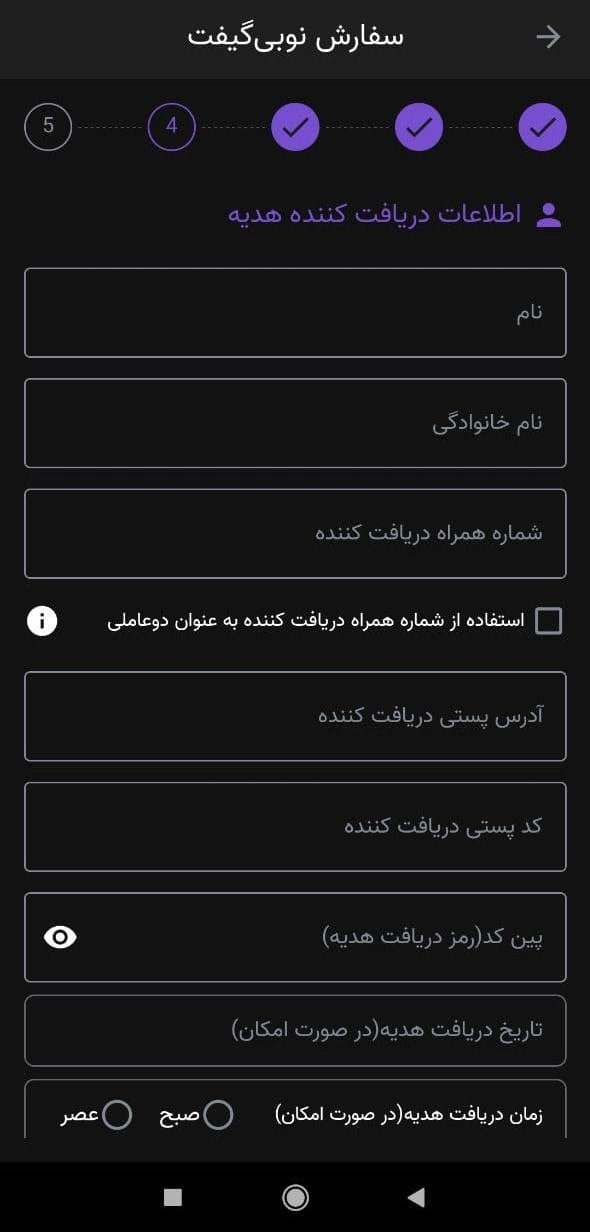 سفارش نوبی‌گیفت
4 5
اطلاعات دریافت کننده هدیه
نام
نام خانوادگی
شماره همراه دریافت کننده
استفاده از شماره همراه دریافت کننده به عنوان دوعاملی
آدرس پستی دریافت کننده
کد پستی دریافت کننده
پین کد(رمز دریافت هدیه)
تاریخ دریافت هدیه(در صورت امکان)
زمان دریافت هدیه(در صورت امکان) صبح عصر